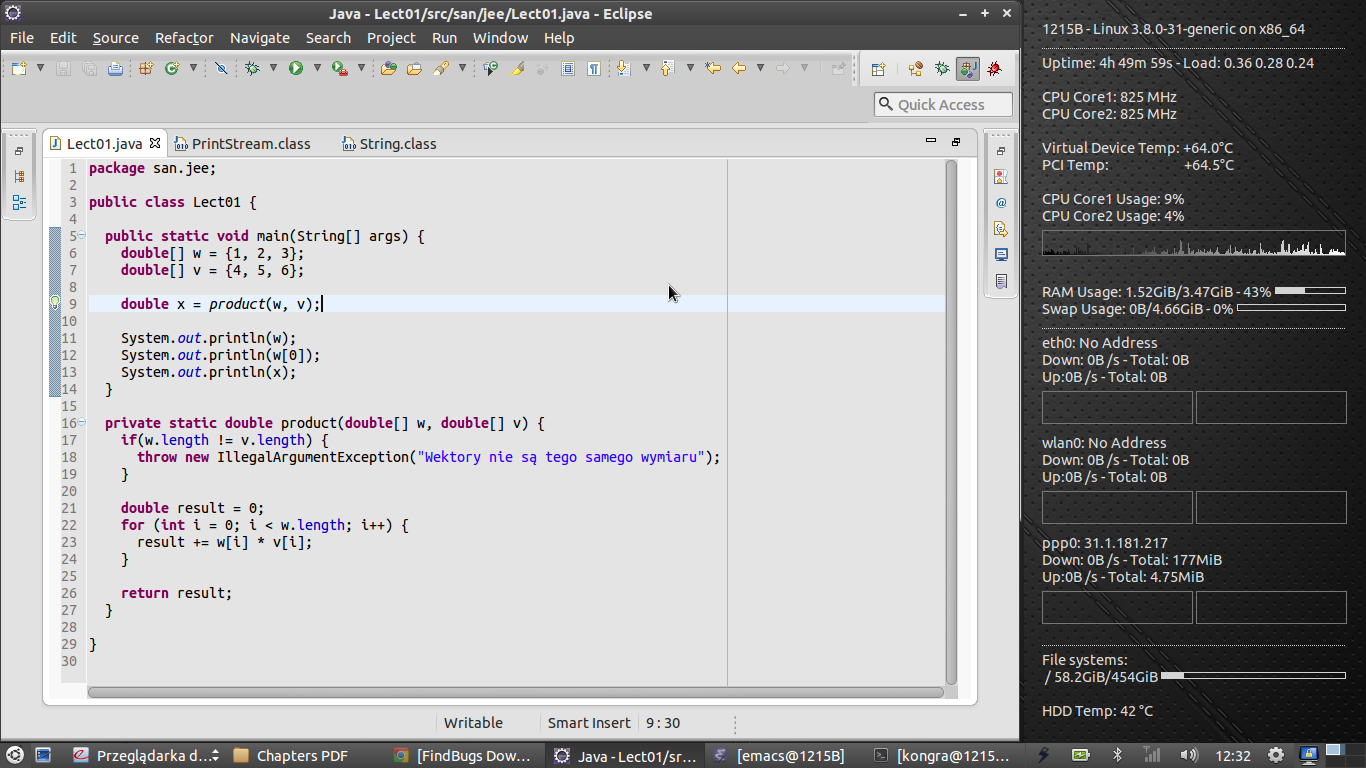 Java - Lect01/src/san/jee/Lect01.java - Eclipse
File Edit Source Refactor Navigate Search Project Run Window Help
Quick Access
Lect01.java PrintStream.class String.class
1 package san.jee;
2
3 public class Lect01 {
4
5 public static void main(String[] args) {
6 double[] w = {1, 2, 3};
7 double[] v = {4, 5, 6};
8
9 double x = product(w, v);
10
11 System.out.println(w);
12 System.out.println(w[0]);
13 System.out.println(x);
14 }
15
16 private static double product(double[] w, double[] v) {
17 if(w.length != v.length) {
18 throw new IllegalArgumentException("Wektory nie są tego samego wymiaru");
19 }
20
21 double result = 0;
22 for (int i = 0; i < w.length; i++) {
23 result += w[i] * v[i];
24 }
25
26 return result;
27 }
28
29 }
30
Writable Smart Insert 9 : 30
1215B - Linux 3.8.0-31-generic on x86_64
Uptime: 4h 49m 59s - Load: 0.36 0.28 0.24
CPU Core1: 825 MHz
CPU Core2: 825 MHz
Virtual Device Temp: +64.0°C
PCI Temp: +64.5°C
CPU Core1 Usage: 9%
CPU Core2 Usage: 4%
RAM Usage: 1.52GiB/3.47GiB - 43%
Swap Usage: 0B/4.66GiB - 0%
eth0: No Address
Down: 0B /s - Total: 0B
Up:0B /s - Total: 0B
wlan0: No Address
Down: 0B /s - Total: 0B
Up:0B /s - Total: 0B
ppp0: 31.1.181.217
Down: 0B /s - Total: 177MiB
Up:0B /s - Total: 4.75MiB
File systems:
/ 58.2GiB/454GiB
HDD Temp: 42 °C
Przeglądarka d... Chapters PDF [FindBugs Dow... Java - Lect01/sr... [emacs@1215B] [kongra@1215... 12:32